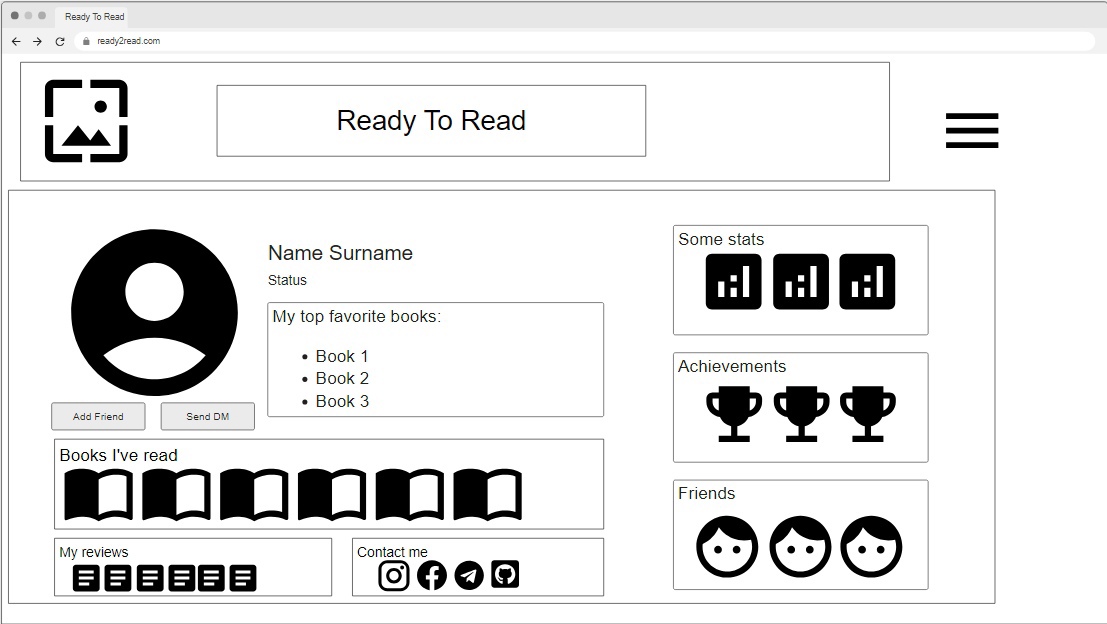 Ready To Read
ready2read.com
Ready To Read
Name Surname
Status
My top favorite books:
• Book 1
• Book 2
• Book 3
Add Friend
Send DM
Books I've read
My reviews
Contact me
Some stats
Achievements
Friends